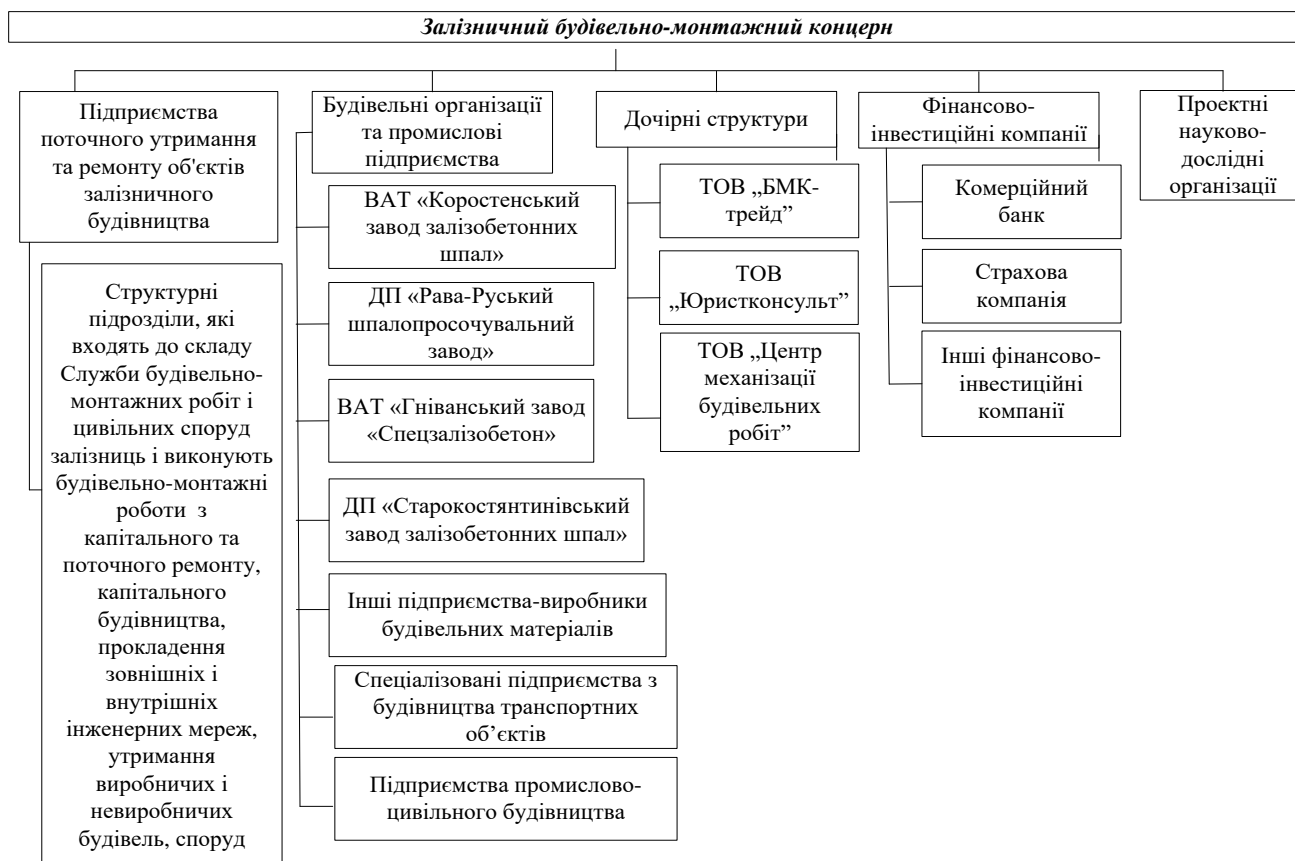 Залізничний будівельно-монтажний концерн
Підприємства
поточного утримання
та ремонту об'єктів
залізничного
будівництва
Структурні
підрозділи, які
входять до складу
Служби будівельно-
монтажних робіт і
цивільних споруд
залізниць і виконують
будівельно-монтажні
роботи з
капітального та
поточного ремонту,
капітального
будівництва,
прокладення
зовнішніх і
внутрішніх
інженерних мереж,
утримання
виробничих і
невиробничих
будівель, споруд
Будівельні організації
та промислові
підприємства
ВАТ «Коростенський
завод залізобетонних
шпал»
ДП «Рава-Руський
шпалопросочувальний
завод»
ВАТ «Гніванський завод
«Спецзалізобетон»
ДП «Старокостянтинівський
завод залізобетонних шпал»
Інші підприємства-виробники
будівельних матеріалів
Спеціалізовані підприємства з
будівництва транспортних
об’єктів
Підприємства промислово-
цивільного будівництва
Дочірні структури
ТОВ „БМК-
трейд”
ТОВ
„Юристконсульт”
ТОВ „Центр
механізації
будівельних
робіт”
Фінансово-
інвестиційні компанії
Комерційний
банк
Страхова
компанія
Інші фінансово-
інвестиційні
компанії
Проектні
науково-
дослідні
організації